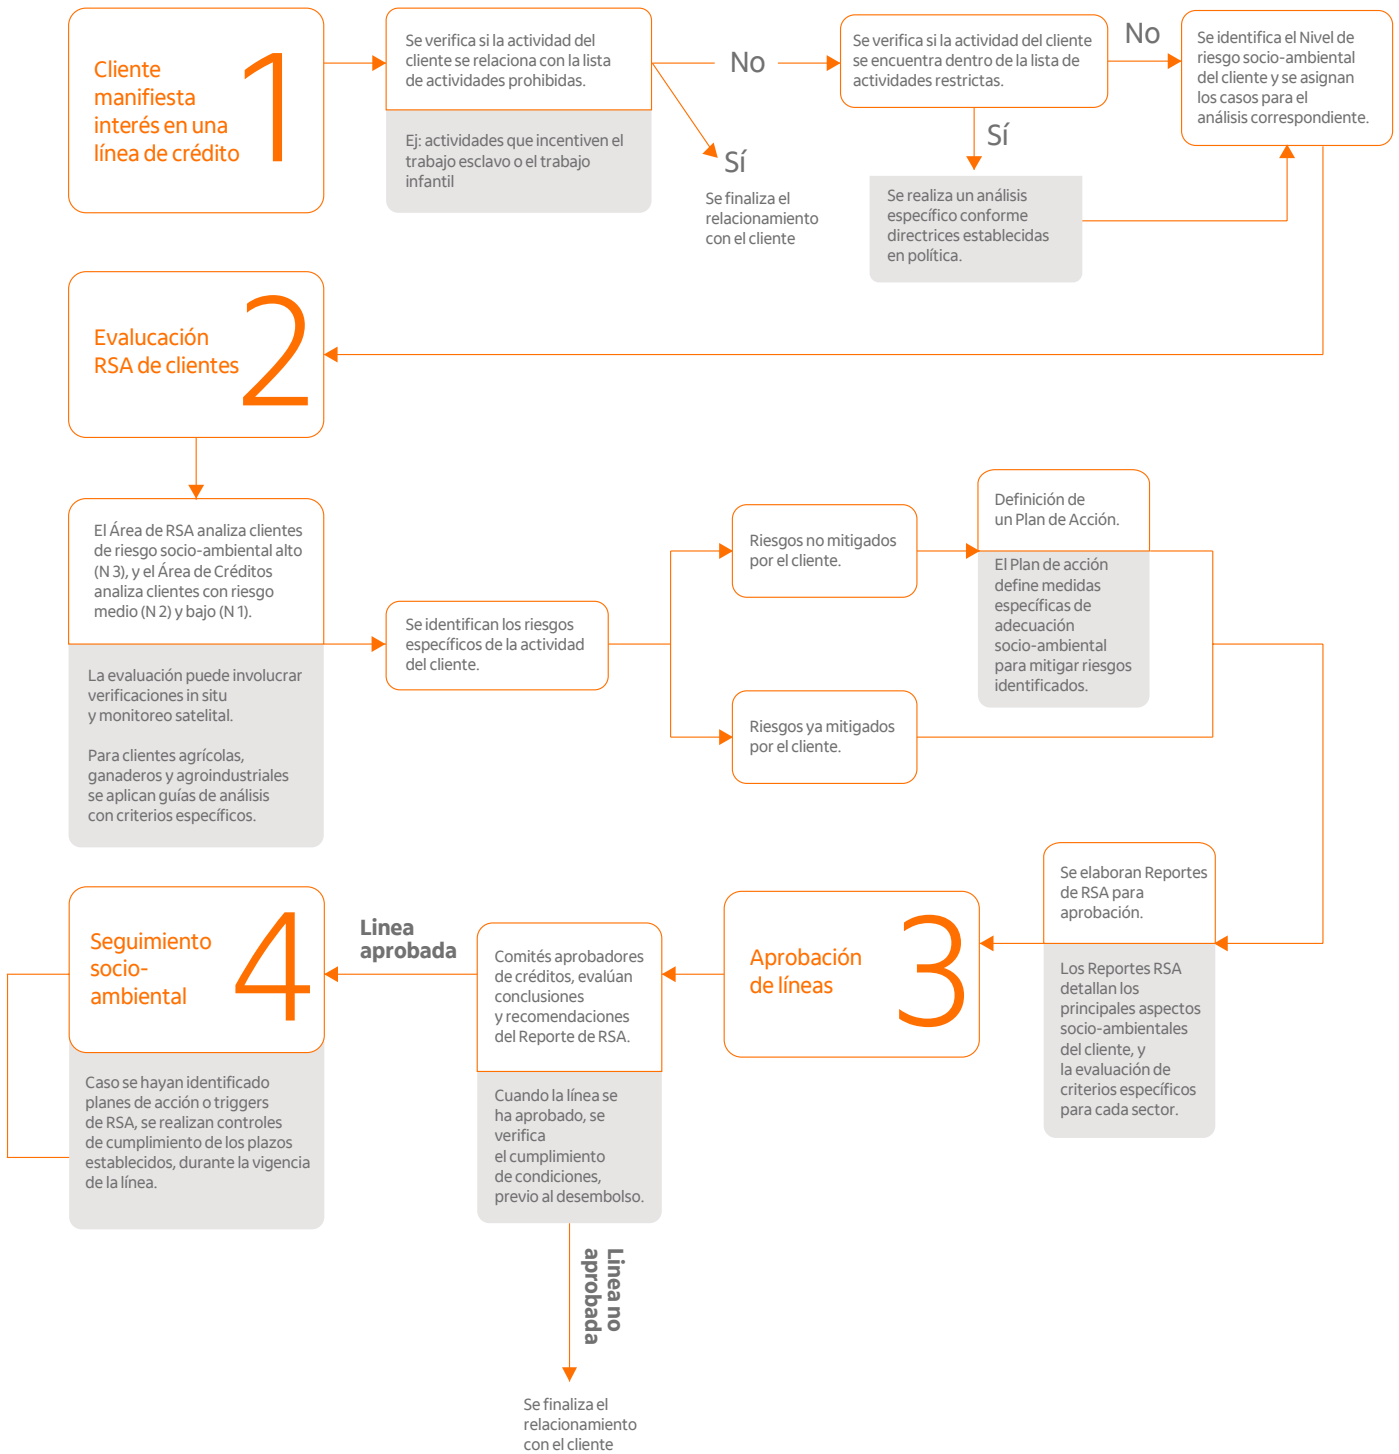 Cliente
manifiesta
interés en una
línea de crédito
1
Se verifica si la actividad del
cliente se relaciona con la lista
de actividades prohibidas.
Ej: actividades que incentiven el
trabajo esclavo o el trabajo
infantil
No
Sí
Se finaliza el
relacionamiento
con el cliente
Se verifica si la actividad del cliente
se encuentra dentro de la lista de
actividades restrictas.
No
Sí
Se realiza un análisis
específico conforme
directrices establecidas
en política.
Se identifica el Nivel de
riesgo socio-ambiental
del cliente y se asignan
los casos para el
análisis correspondiente.
Evalucación
RSA de clientes
2
El Área de RSA analiza clientes
de riesgo socio-ambiental alto
(N 3), y el Área de Créditos
analiza clientes con riesgo
medio (N 2) y bajo (N 1).
La evaluación puede involucrar
verificaciones in situ
y monitoreo satelital.
Para clientes agrícolas,
ganaderos y agroindustriales
se aplican guías de análisis
con criterios específicos.
Se identifican los riesgos
específicos de la actividad
del cliente.
Riesgos no mitigados
por el cliente.
Definición de
un Plan de Acción.
El Plan de acción
define medidas
específicas de
adecuación
socio-ambiental
para mitigar riesgos
identificados.
Riesgos ya mitigados
por el cliente.
Se elaboran Reportes
de RSA para
aprobación.
Los Reportes RSA
detallan los
principales aspectos
socio-ambientales
del cliente, y
la evaluación de
criterios específicos
para cada sector.
Aprobación
de líneas
3
Comités aprobadores
de créditos, evalúan
conclusiones
y recomendaciones
del Reporte de RSA.
Cuando la línea se
ha aprobado, se
verifica
el cumplimiento
de condiciones,
previo al desembolso.
Linea
aprobada
Linea no
aprobada
Se finaliza el
relacionamiento
con el cliente
Seguimiento
socio-
ambiental
4
Caso se hayan identificado
planes de acción o triggers
de RSA, se realizan controles
de cumplimiento de los plazos
establecidos, durante la vigencia
de la línea.